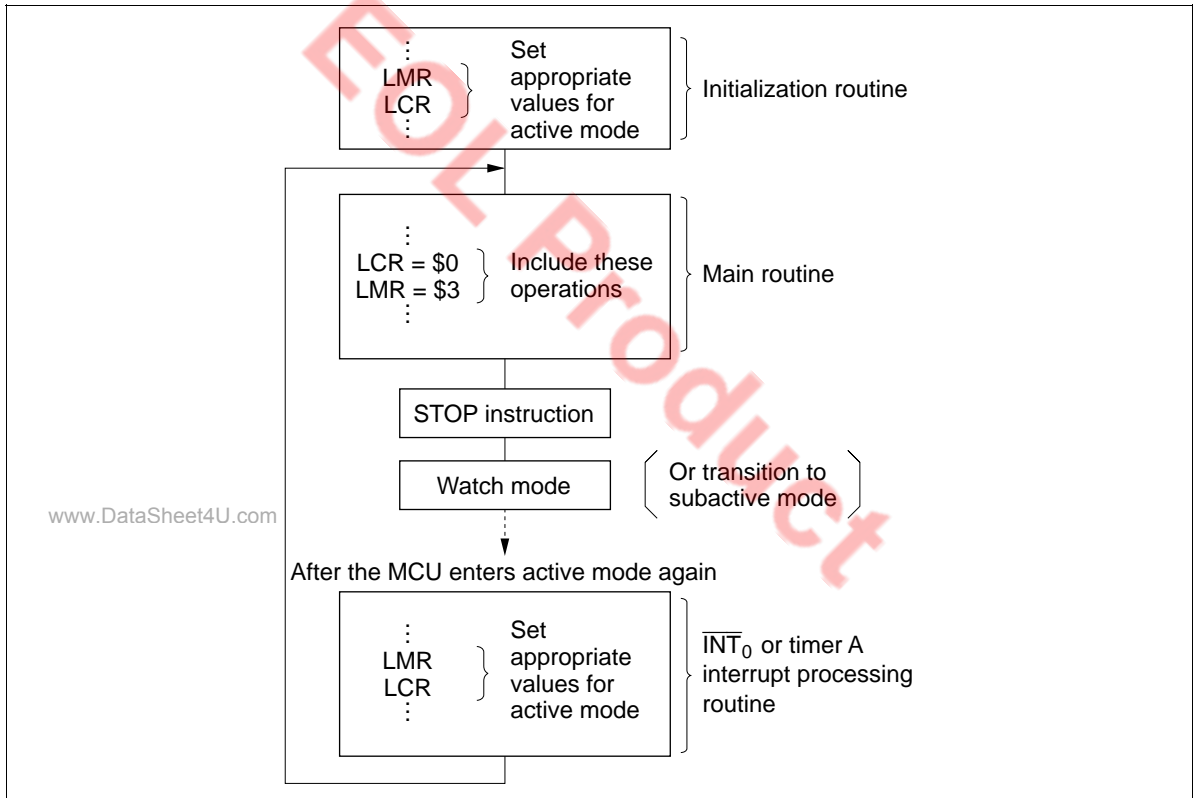 ⋮
LMR
LCR
⋮
Set
appropriate
values for
active mode
Initialization routine
⋮
LCR = $0
LMR = $3
⋮
Include these
operations
Main routine
STOP instruction
Watch mode
Or transition to
subactive mode
www.DataSheet4U.com
After the MCU enters active mode again
⋮
LMR
LCR
⋮
Set
appropriate
values for
active mode
I̅N̅T̅₀ or timer A
interrupt processing
routine
EOL Product